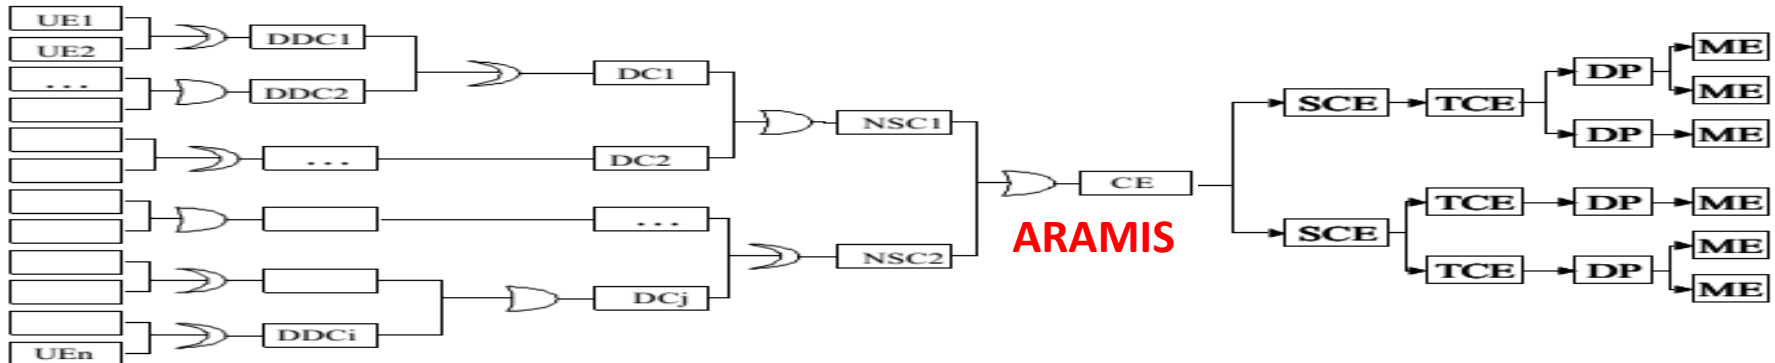 UE1
UE2
...
UEn
DDC1
DDC2
...
DDCi
DC1
DC2
...
DCj
NSC1
NSC2
CE
ARAMIS
SCE
SCE
TCE
TCE
TCE
DP
DP
DP
DP
ME
ME
ME
ME
ME
ME